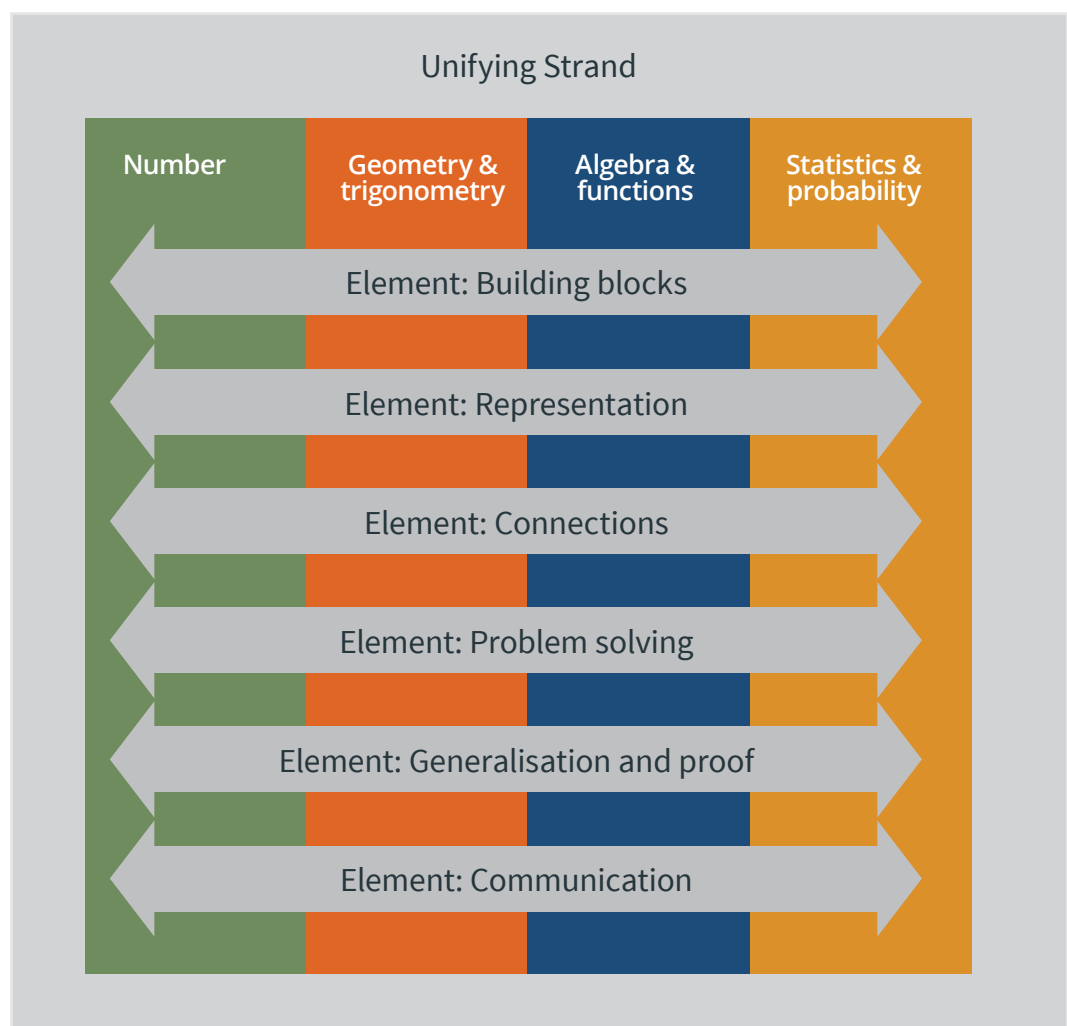 Unifying Strand
Number
Geometry &
trigonometry
Algebra &
functions
Statistics &
probability
Element: Building blocks
Element: Representation
Element: Connections
Element: Problem solving
Element: Generalisation and proof
Element: Communication